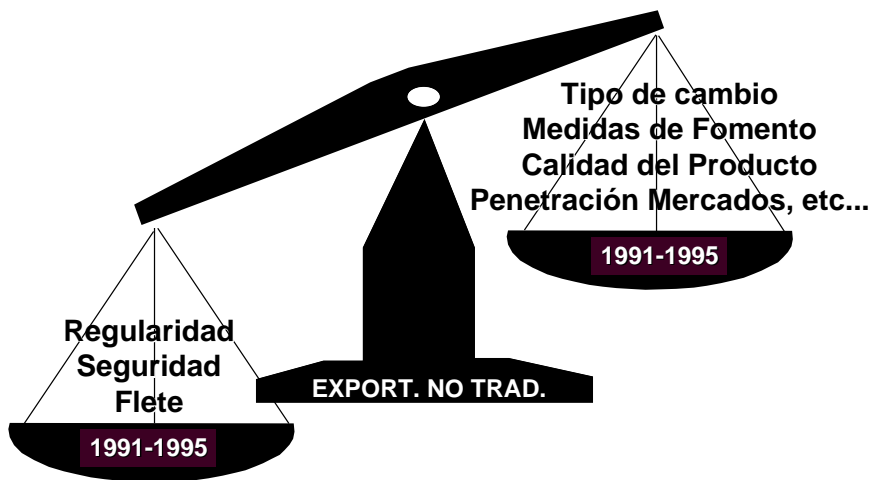 Tipo de cambio
Medidas de Fomento
Calidad del Producto
Penetración Mercados, etc...
1991-1995
Regularidad
Seguridad
Flete
EXPORT. NO TRAD.
1991-1995